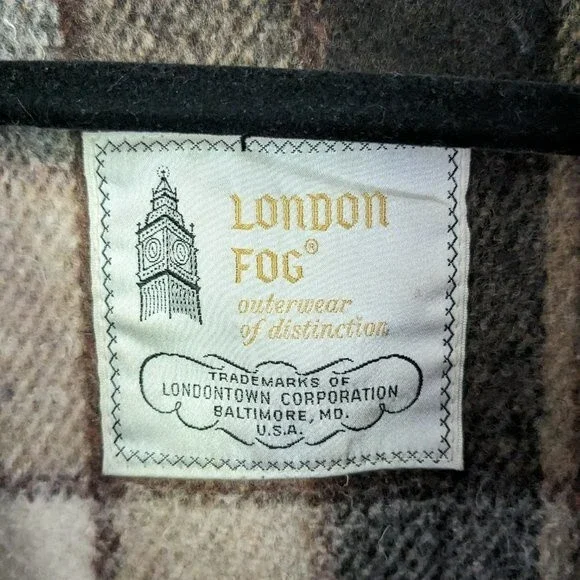 LONDON
FOG®
outerwear
of distinction
TRADEMARKS OF
LONDONTOWN CORPORATION
BALTIMORE, MD.
U.S.A.